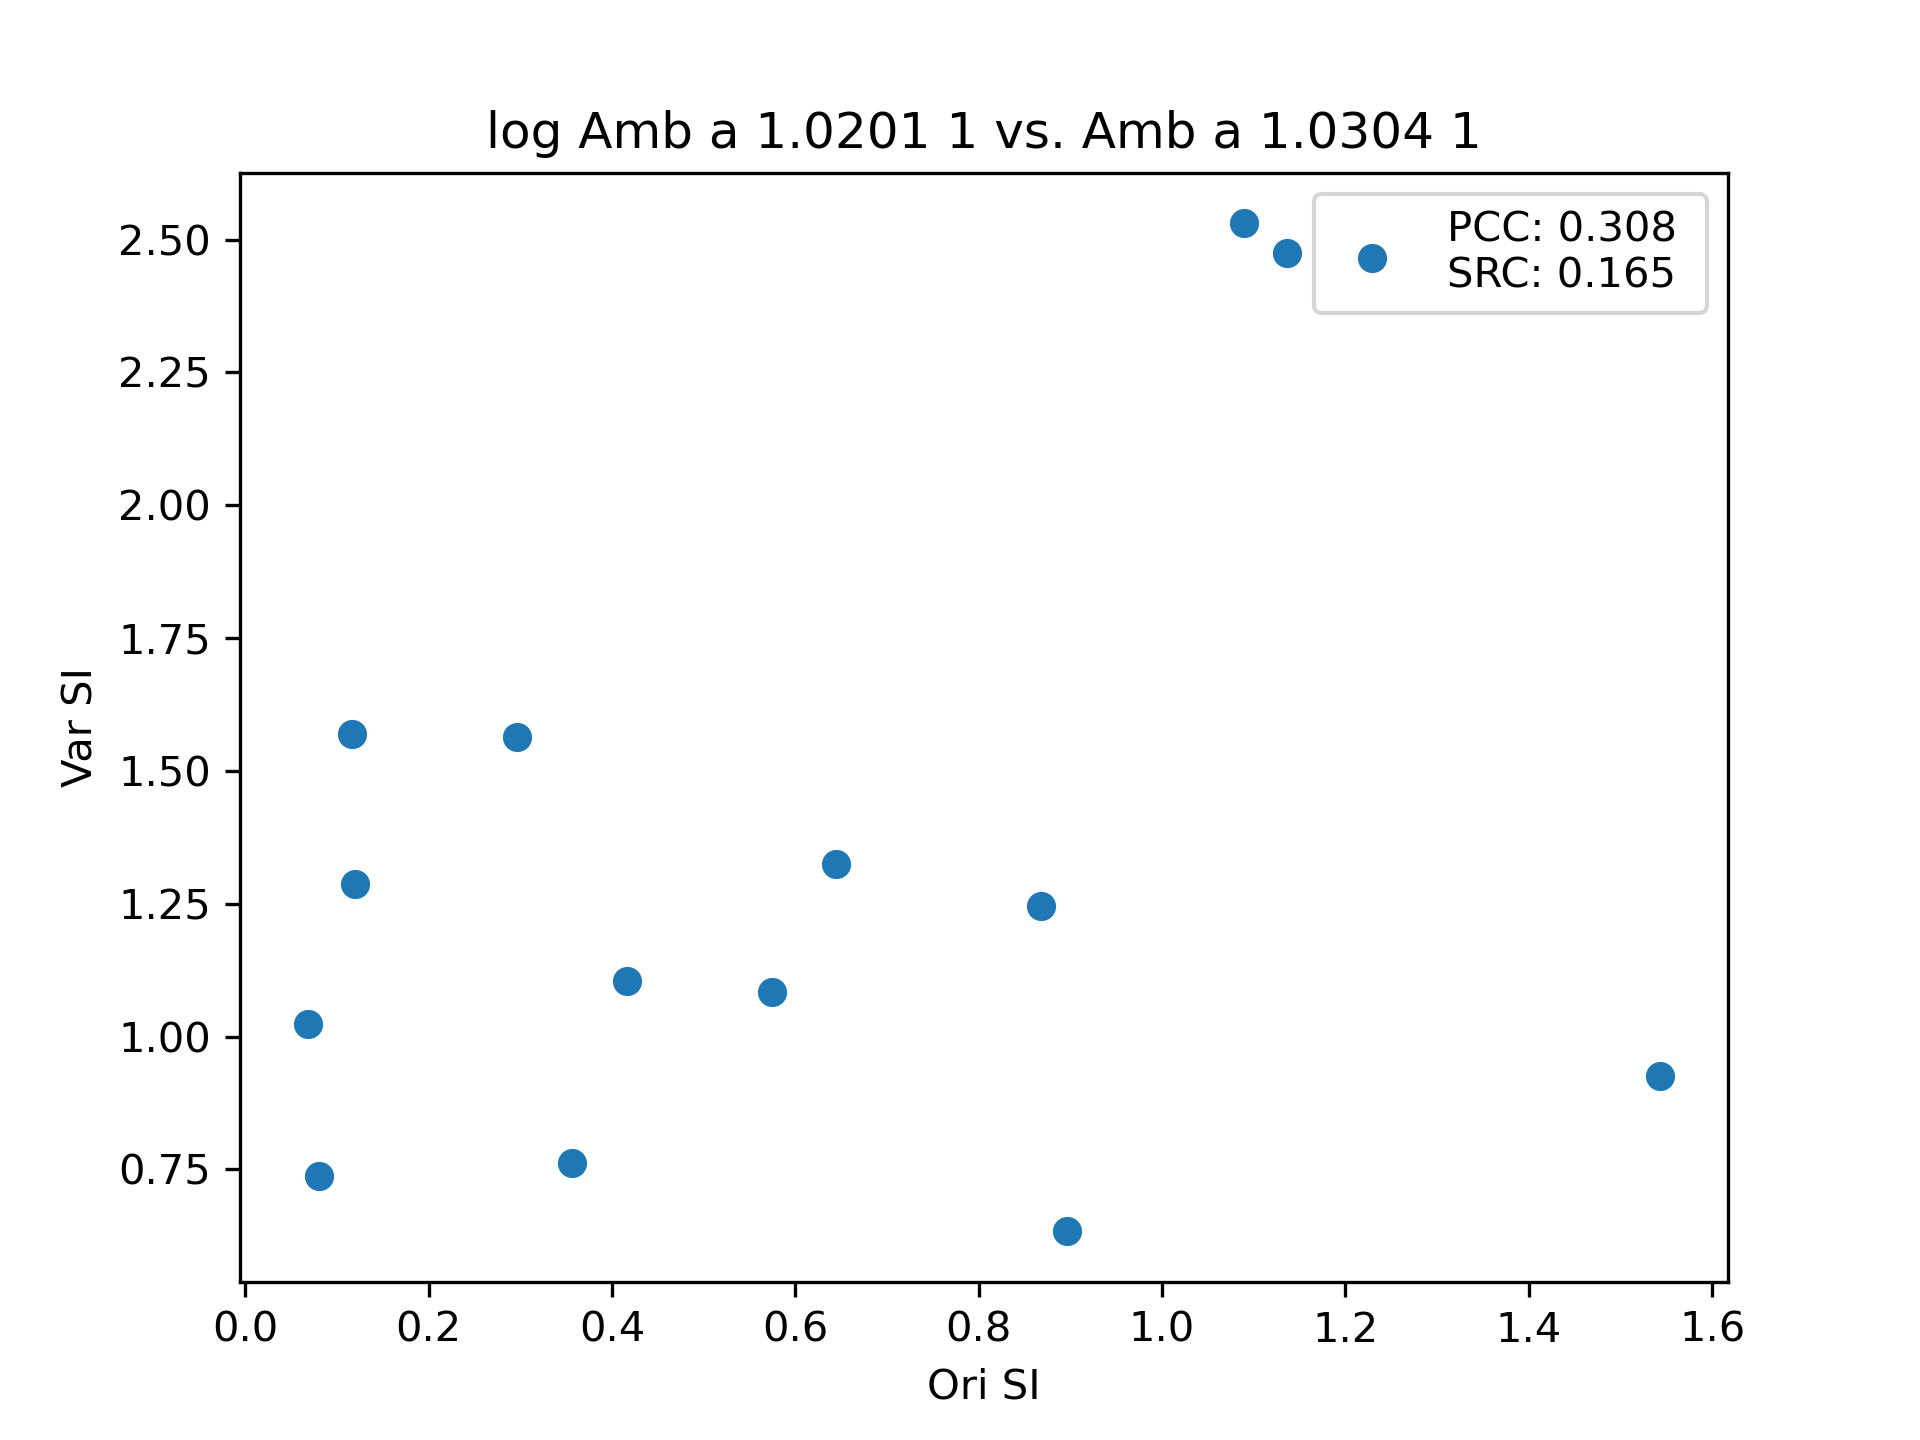 log Amb a 1.0201 1 vs. Amb a 1.0304 1
PCC: 0.308
SRC: 0.165
2.50
2.25
2.00
1.75
1.50
1.25
1.00
0.75
Var SI
0.0 0.2 0.4 0.6 0.8 1.0 1.2 1.4 1.6
Ori SI